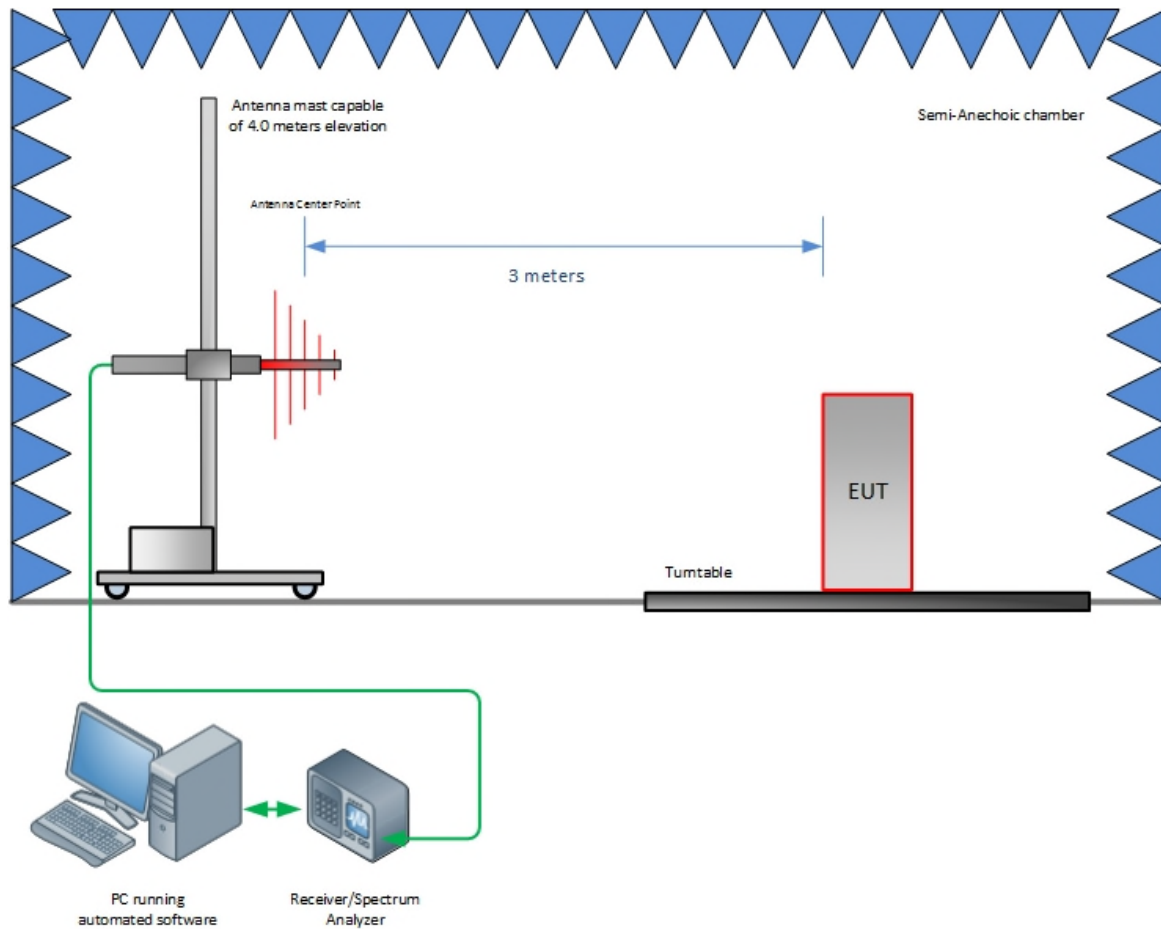 Antenna mast capable
of 4.0 meters elevation
Semi-Anechoic chamber
Antenna Center Point
3 meters
EUT
Turntable
PC running
automated software
Receiver/Spectrum
Analyzer